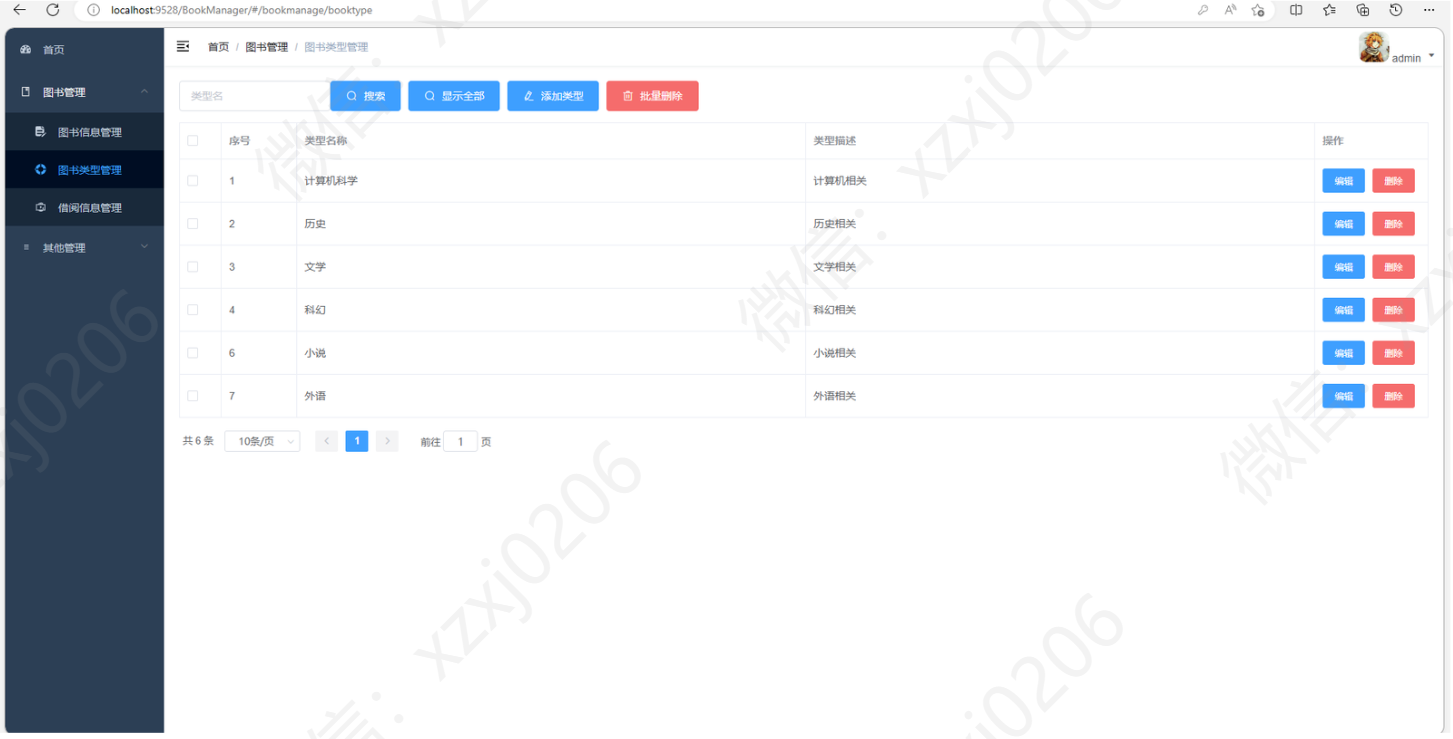 localhost:9528/BookManager/#/bookmanage/booktype
首页
图书管理
图书信息管理
图书类型管理
借阅信息管理
其他管理
首页 / 图书管理 / 图书类型管理
admin
类型名 搜索 显示全部 添加类型 批量删除
序号 类型名称 类型描述 操作
1 计算机科学 计算机相关 编辑 删除
2 历史 历史相关 编辑 删除
3 文学 文学相关 编辑 删除
4 科幻 科幻相关 编辑 删除
6 小说 小说相关 编辑 删除
7 外语 外语相关 编辑 删除
共 6 条 10条/页 1 前往 1 页
微信: xzxj0206